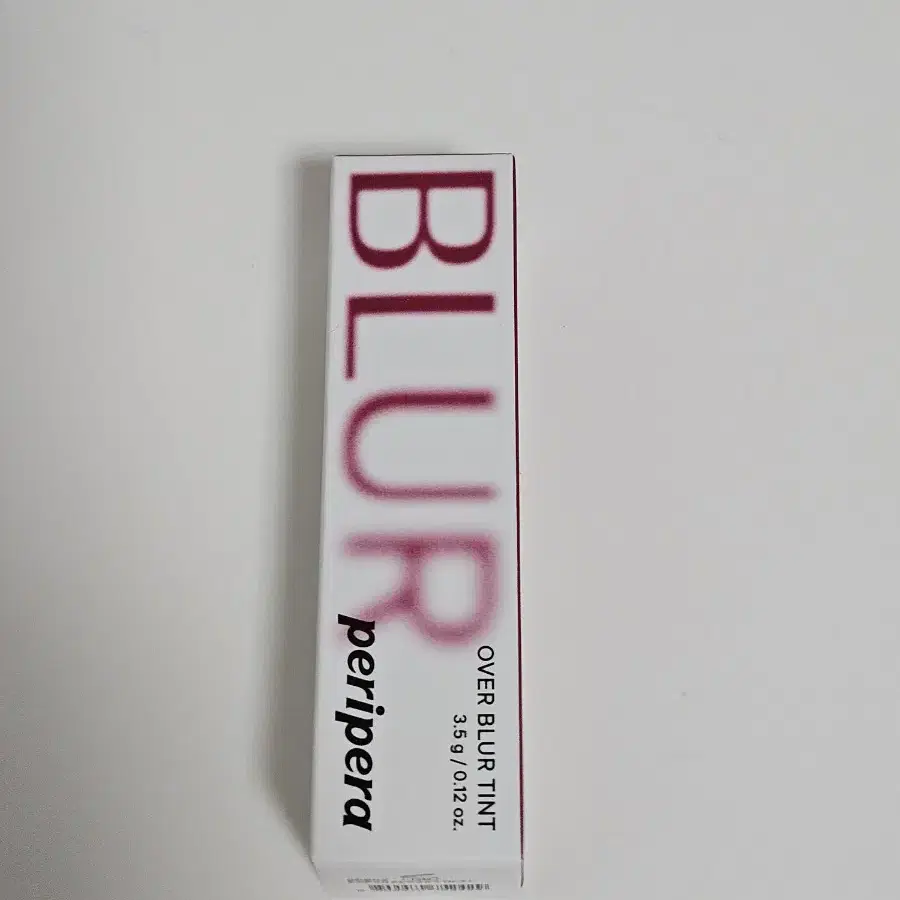 BLUR
OVER BLUR TINT
3.5 g / 0.12 oz.
peripera